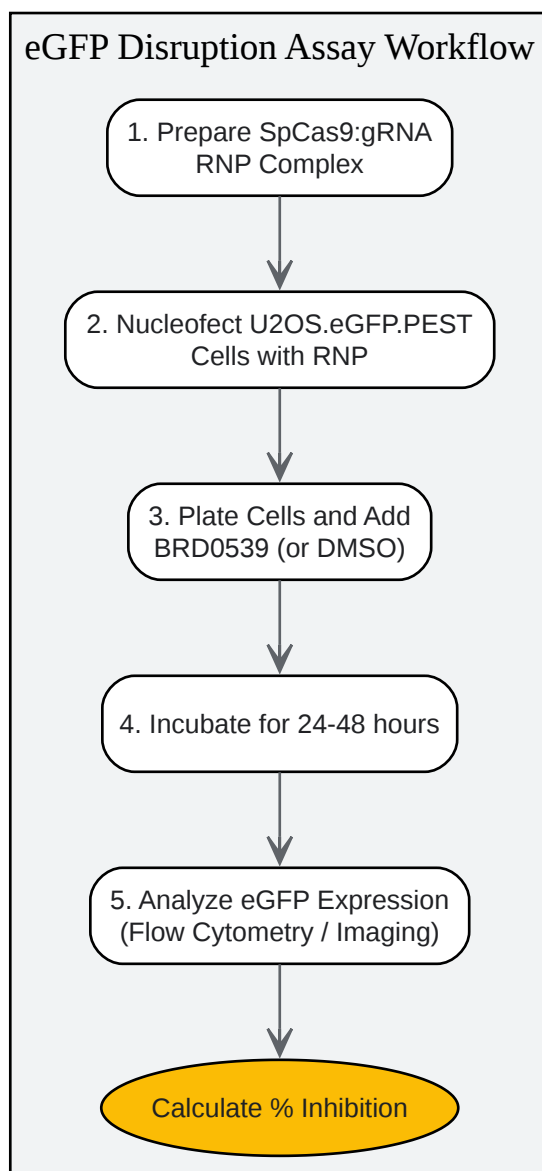 eGFP Disruption Assay Workflow
1. Prepare SpCas9:gRNA
RNP Complex
2. Nucleofect U2OS.eGFP.PEST
Cells with RNP
3. Plate Cells and Add
BRD0539 (or DMSO)
4. Incubate for 24-48 hours
5. Analyze eGFP Expression
(Flow Cytometry / Imaging)
Calculate % Inhibition